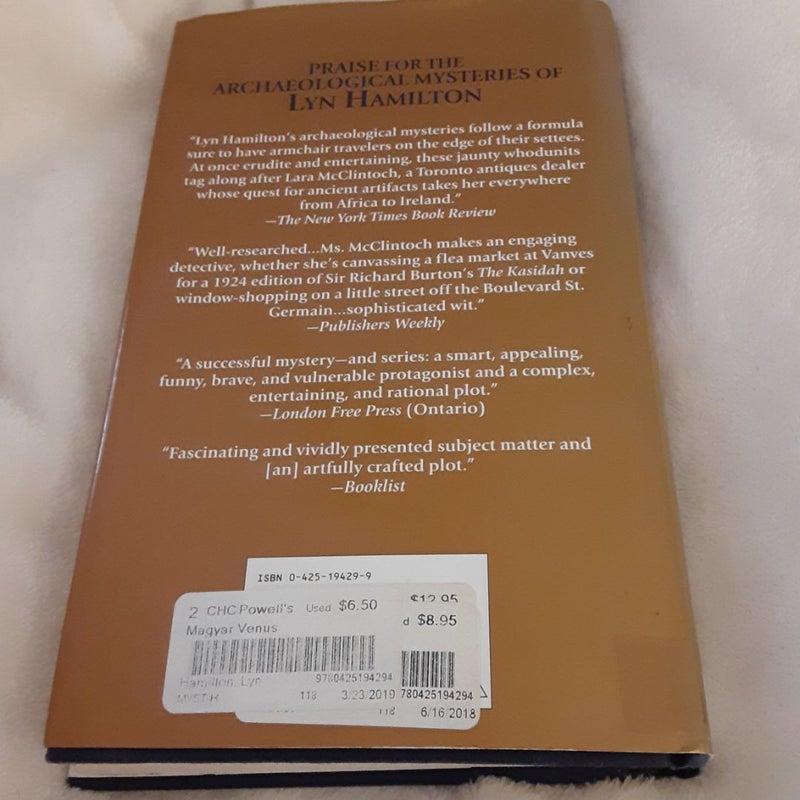 PRAISE FOR THE
ARCHAEOLOGICAL MYSTERIES OF
LYN HAMILTON
“Lyn Hamilton’s archaeological mysteries follow a formula
sure to have armchair travelers on the edge of their settees.
At once erudite and entertaining, these jaunty whodunits
tag along after Lara McClintoch, a Toronto antiques dealer
whose quest for ancient artifacts takes her everywhere
from Africa to Ireland.”
—The New York Times Book Review
“Well-researched...Ms. McClintoch makes an engaging
detective, whether she’s canvassing a flea market at Vanves
for a 1924 edition of Sir Richard Burton’s The Kasidah or
window-shopping on a little street off the Boulevard St.
Germain...sophisticated wit.”
—Publishers Weekly
“A successful mystery—and series: a smart, appealing,
funny, brave, and vulnerable protagonist and a complex,
entertaining, and rational plot.”
—London Free Press (Ontario)
“Fascinating and vividly presented subject matter and
[an] artfully crafted plot.”
—Booklist
ISBN 0-425-19429-9
2 CHC Powell's Used $6.50
Magyar Venus
Hamilton, Lyn 9780425194294
MYST-H 118 3/23/2019
$12.95
d $8.95
780425194294
118 6/16/2018